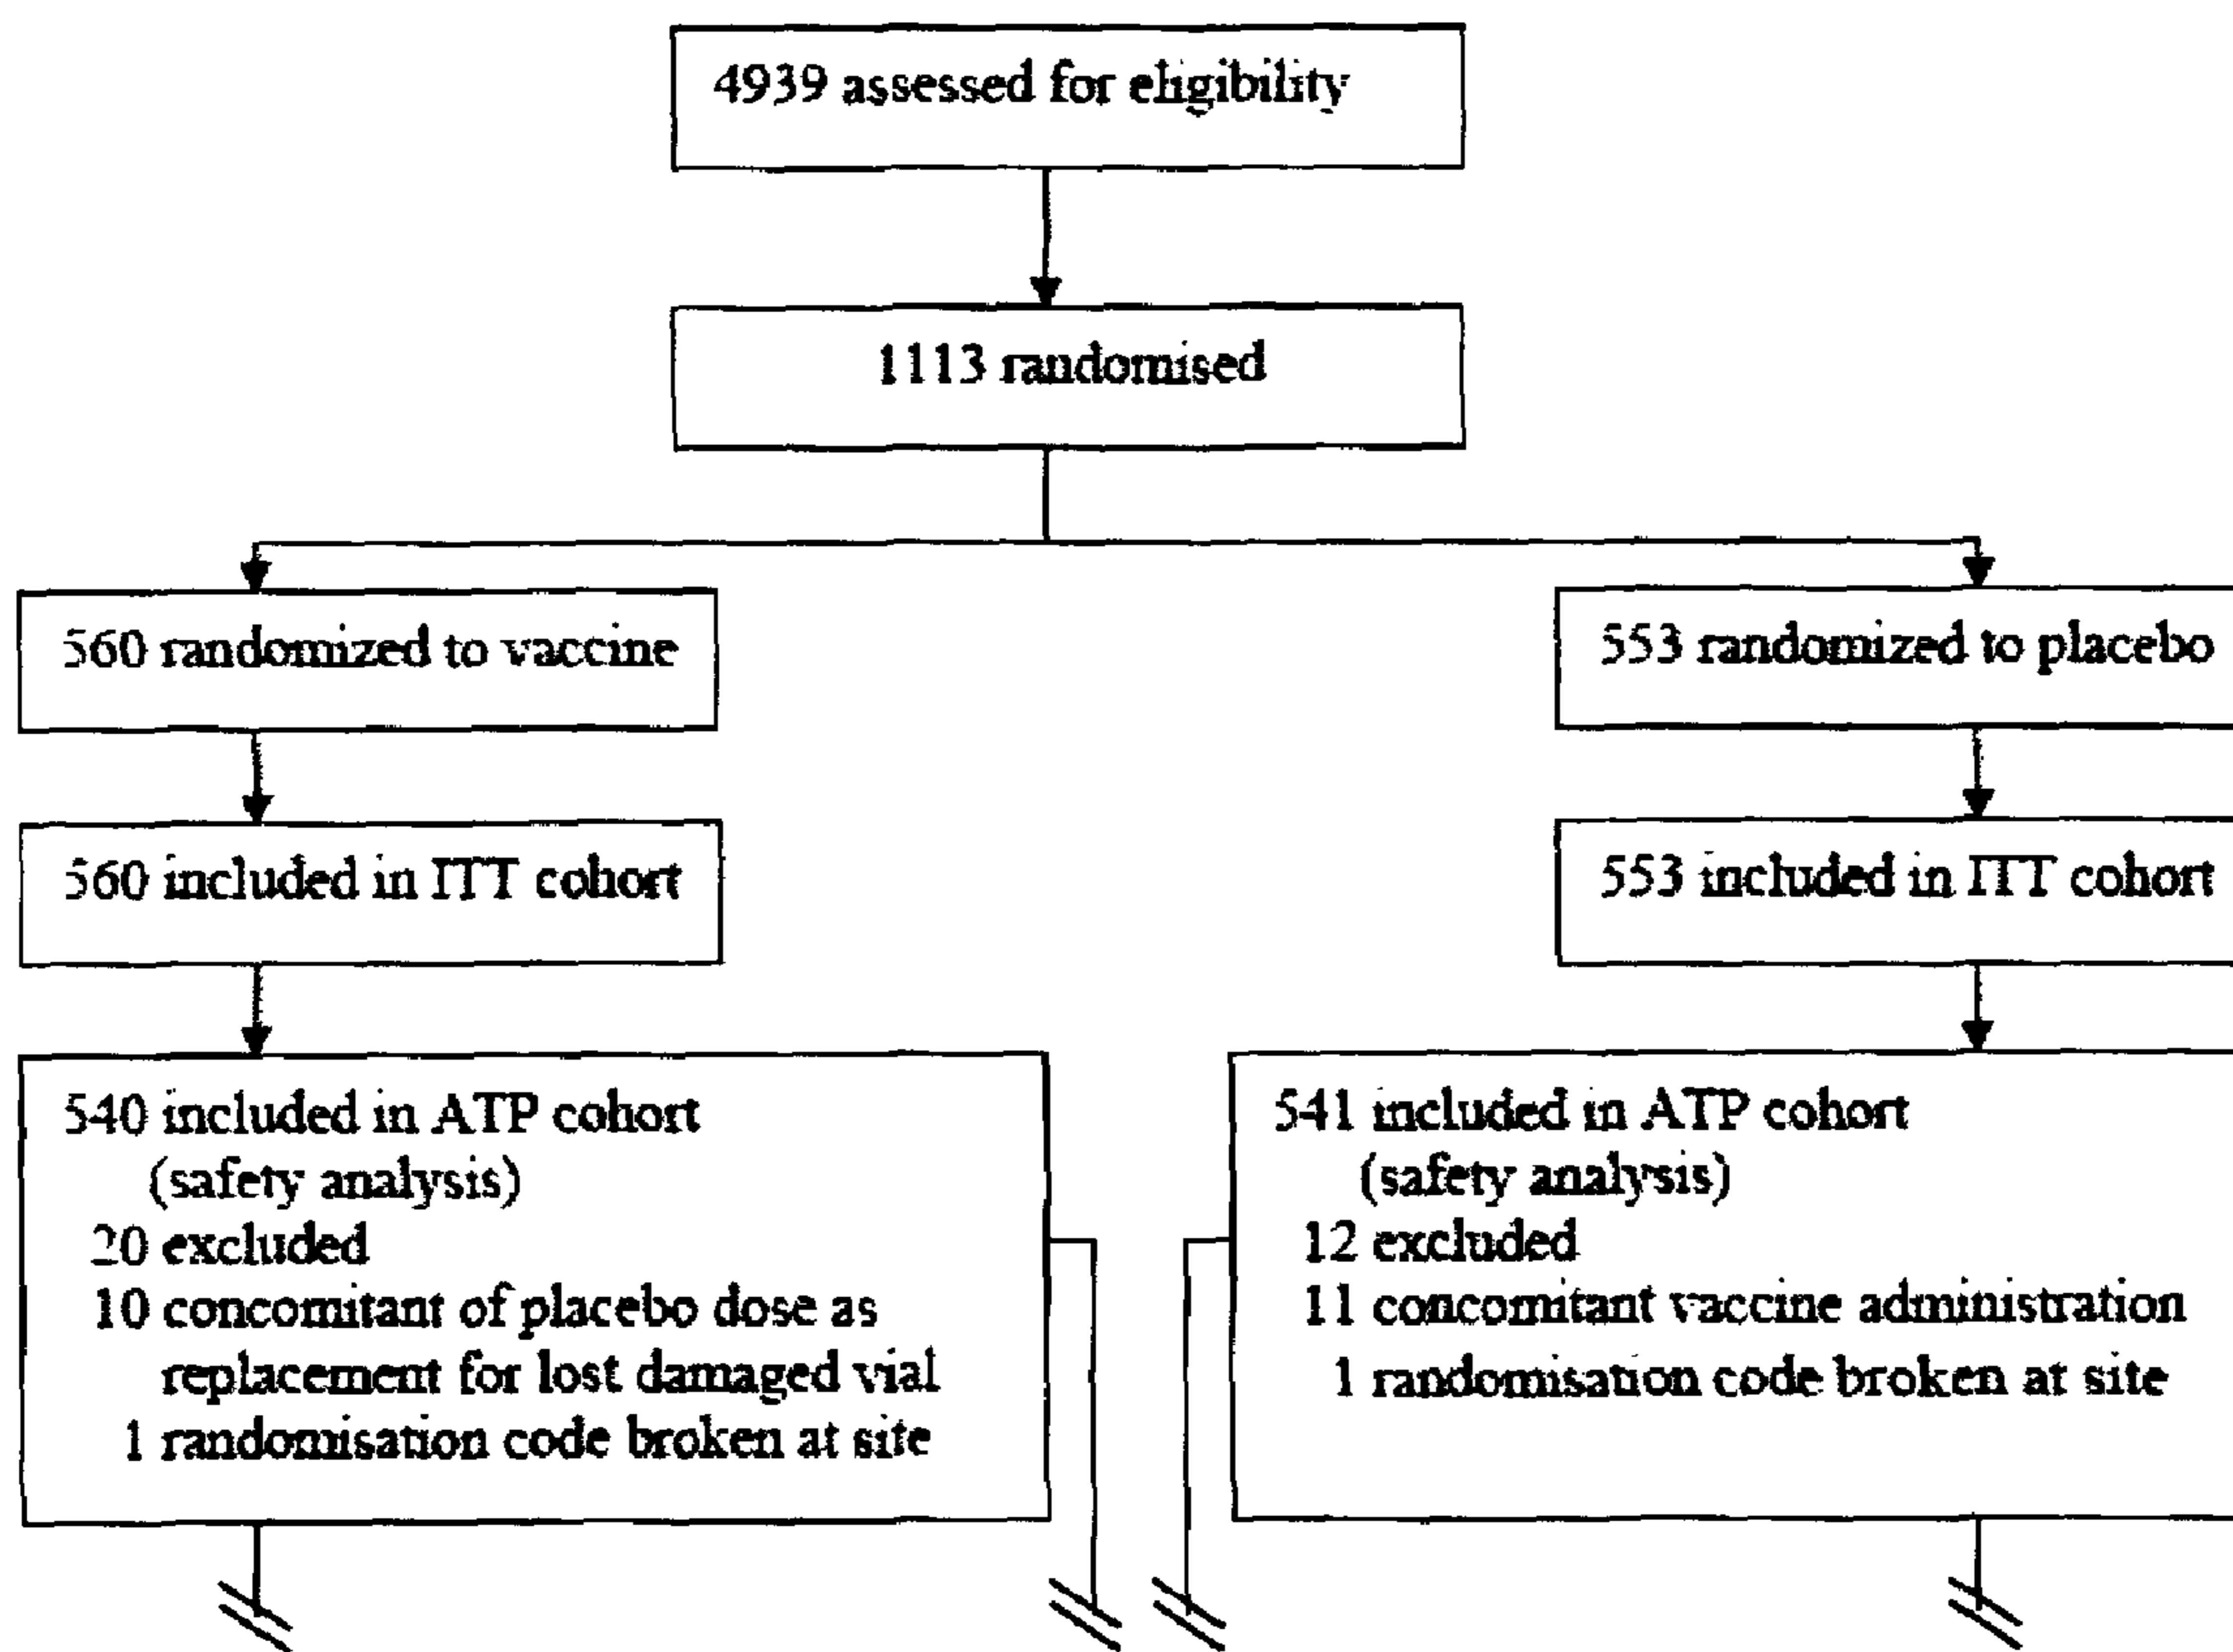 4939 assessed for eligibility
1113 randomised
560 randomized to vaccine
553 randomized to placebo
560 included in ITT cohort
553 included in ITT cohort
540 included in ATP cohort
(safety analysis)
20 excluded
10 concomitant of placebo dose as
replacement for lost damaged vial
1 randomisation code broken at site
541 included in ATP cohort
(safety analysis)
12 excluded
11 concomitant vaccine administration
1 randomisation code broken at site